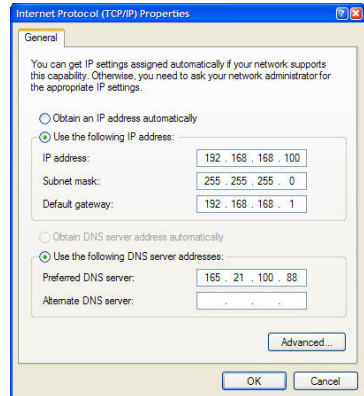 Internet Protocol (TCP/IP) Properties
General
You can get IP settings assigned automatically if your network supports
this capability. Otherwise, you need to ask your network administrator for
the appropriate IP settings.
Obtain an IP address automatically
Use the following IP address:
IP address: 192 . 168 . 168 . 100
Subnet mask: 255 . 255 . 255 . 0
Default gateway: 192 . 168 . 168 . 1
Obtain DNS server address automatically
Use the following DNS server addresses:
Preferred DNS server: 165 . 21 . 100 . 88
Alternate DNS server: . . .
Advanced...
OK Cancel